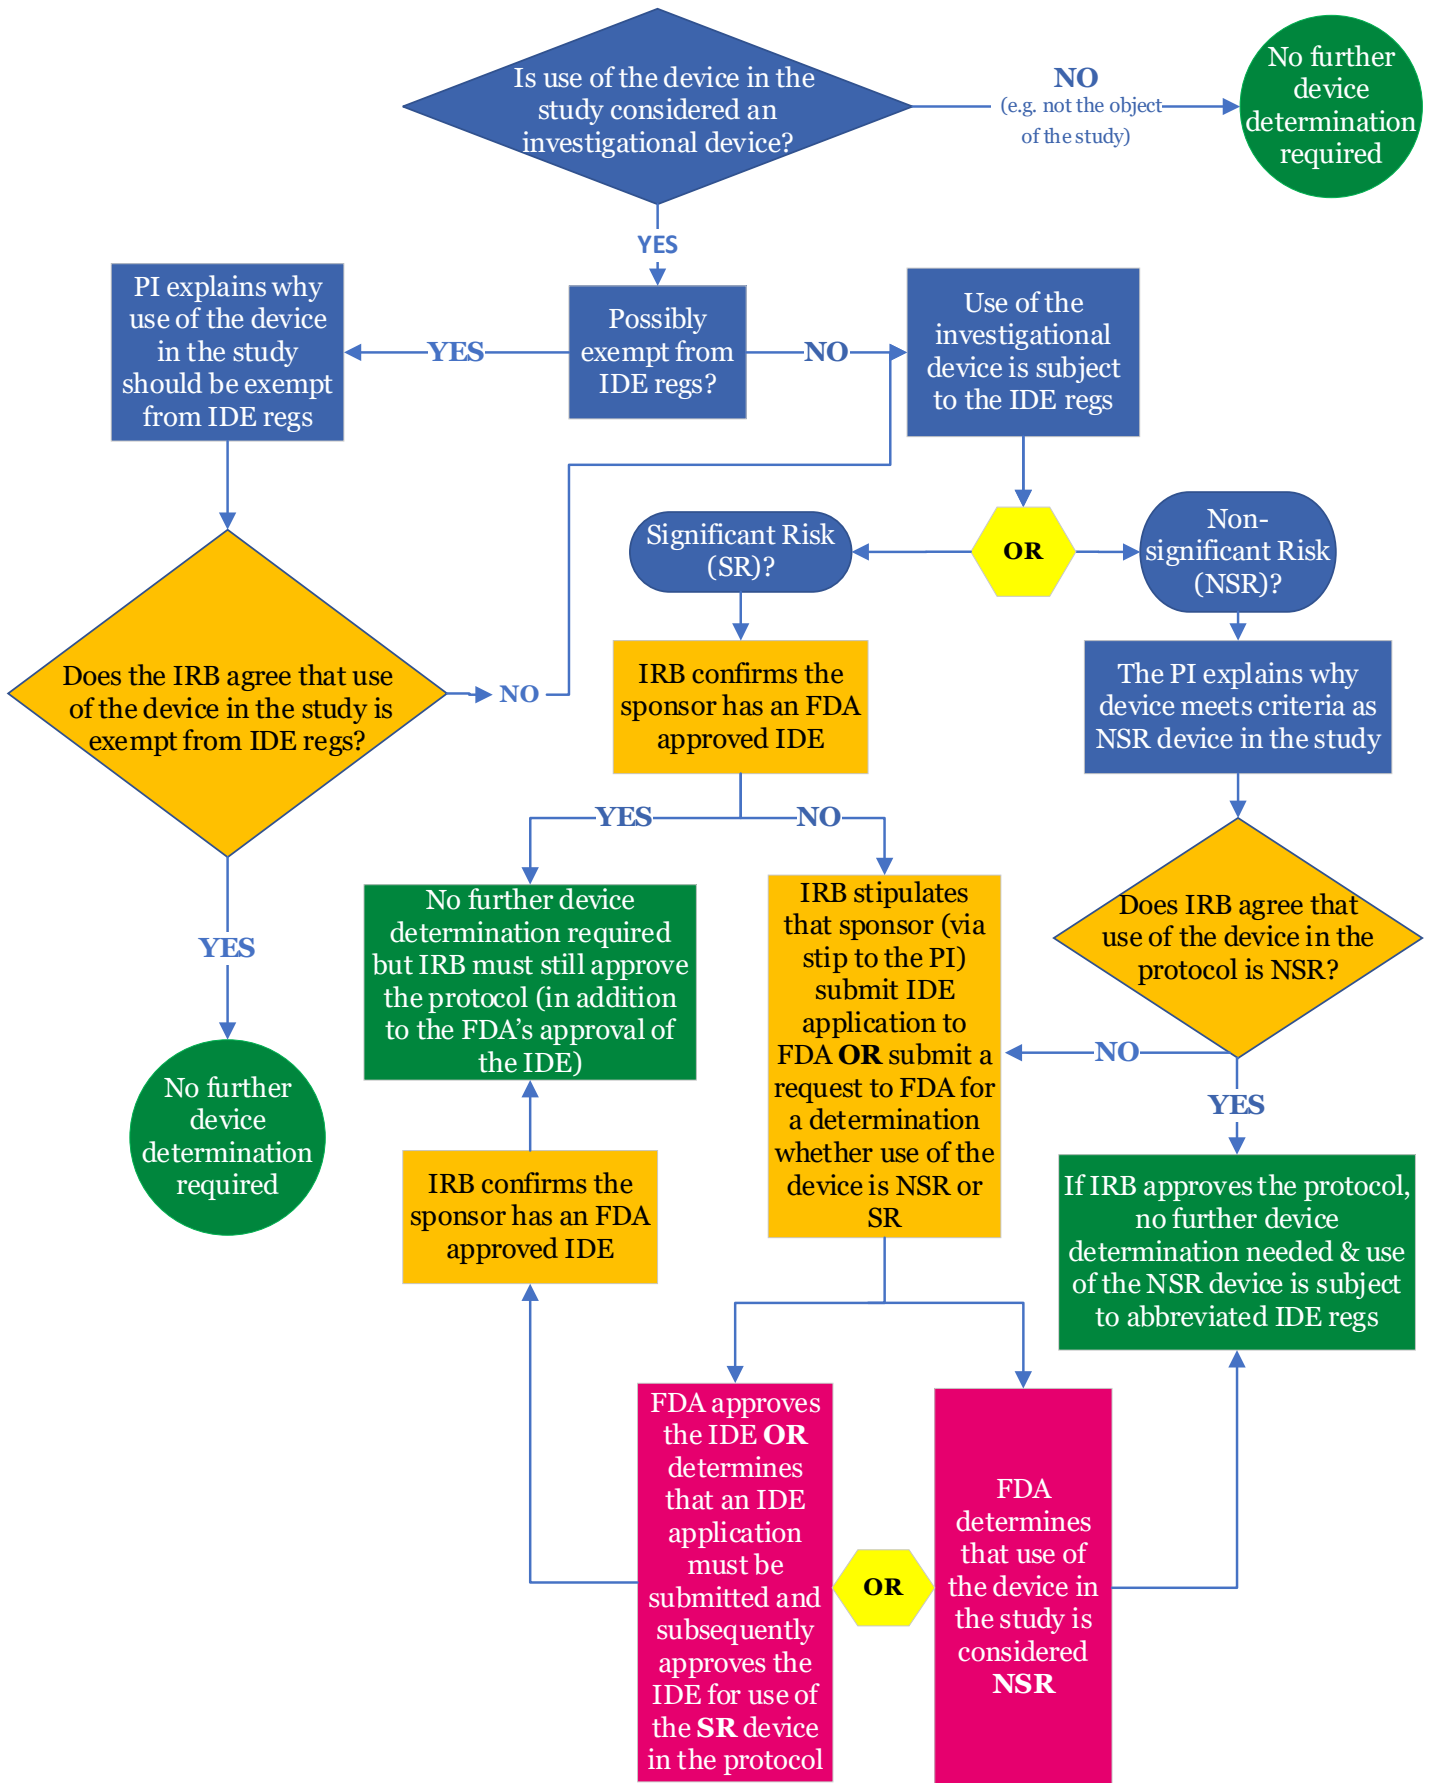 Is use of the device in the
study considered an
investigational device?
NO
(e.g. not the object
of the study)
No further
device
determination
required
YES
PI explains why
use of the device
in the study
should be exempt
from IDE regs
YES
Possibly
exempt from
IDE regs?
NO
Use of the
investigational
device is subject
to the IDE regs
Significant Risk
(SR)?
OR
Non-
significant Risk
(NSR)?
Does the IRB agree that use
of the device in the study is
exempt from IDE regs?
NO
IRB confirms the
sponsor has an FDA
approved IDE
The PI explains why
device meets criteria as
NSR device in the study
YES
NO
YES
No further
device
determination
required
No further device
determination required
but IRB must still approve
the protocol (in addition
to the FDA’s approval of
the IDE)
IRB stipulates
that sponsor (via
stip to the PI)
submit IDE
application to
FDA OR submit a
request to FDA for
a determination
whether use of the
device is NSR or
SR
Does IRB agree that
use of the device in the
protocol is NSR?
NO
YES
IRB confirms the
sponsor has an FDA
approved IDE
If IRB approves the protocol,
no further device
determination needed & use
of the NSR device is subject
to abbreviated IDE regs
FDA approves
the IDE OR
determines
that an IDE
application
must be
submitted and
subsequently
approves the
IDE for use of
the SR device
in the protocol
OR
FDA
determines
that use of
the device in
the study is
considered
NSR